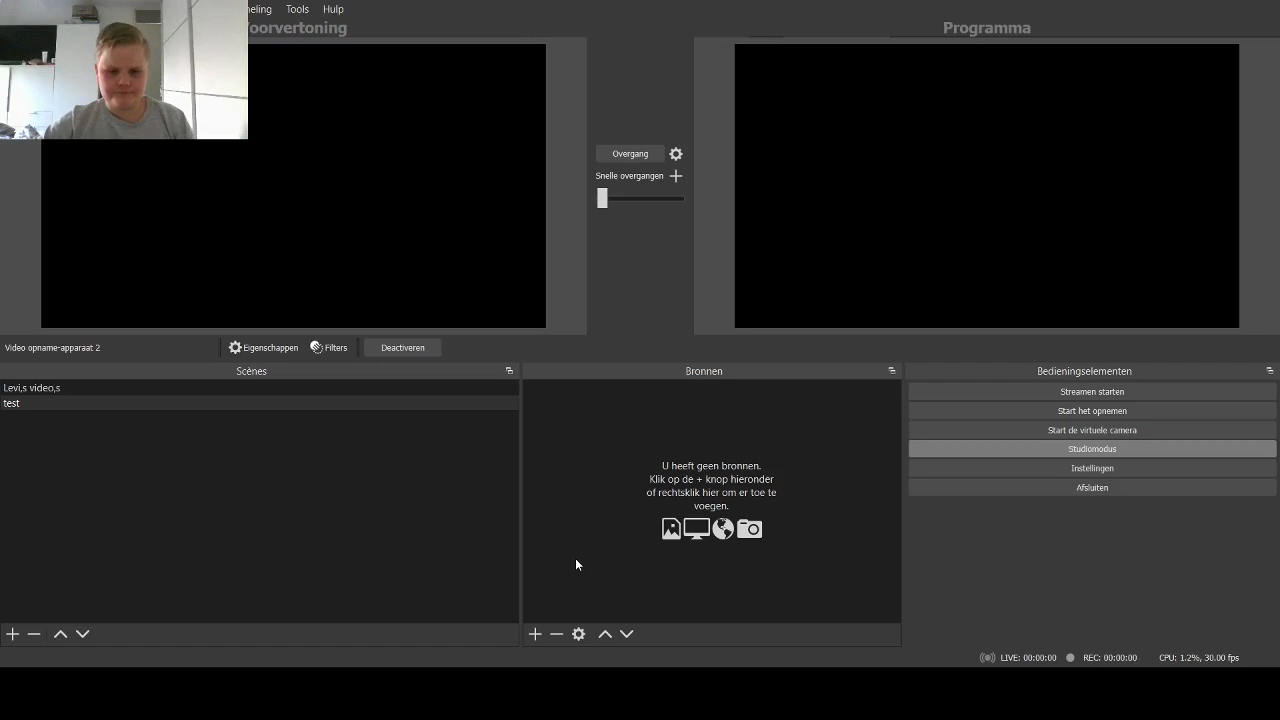 Tools Hulp
Programma
Overgang
Snelle overgangen
Video opname-apparaat 2
Eigenschappen
Filters
Deactiveren
Scènes
Bronnen
Bedieningselementen
Levi,s video,s
test
U heeft geen bronnen.
Klik op de + knop hieronder
of rechtsklik hier om er toe te
voegen.
Streamen starten
Start het opnemen
Start de virtuele camera
Studiomodus
Instellingen
Afsluiten
LIVE: 00:00:00
REC: 00:00:00
CPU: 1.2%, 30.00 fps